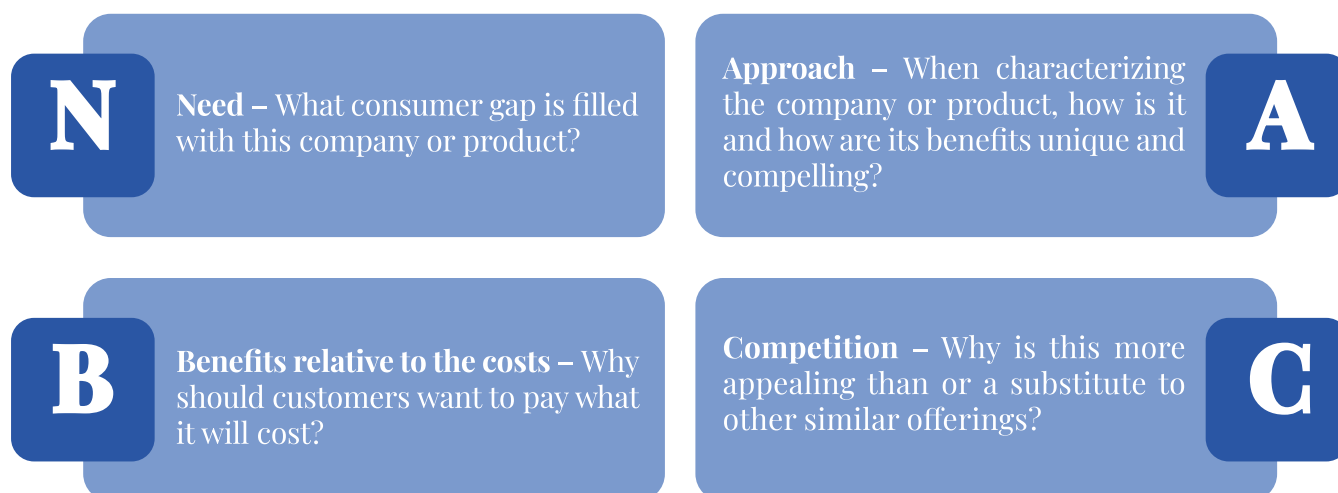 N
Need – What consumer gap is filled
with this company or product?
Approach – When characterizing
the company or product, how is it
and how are its benefits unique and
compelling?
A
B
Benefits relative to the costs – Why
should customers want to pay what
it will cost?
Competition – Why is this more
appealing than or a substitute to
other similar offerings?
C